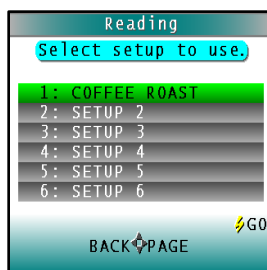 Reading
Select setup to use.
1: COFFEE ROAST
2: SETUP 2
3: SETUP 3
4: SETUP 4
5: SETUP 5
6: SETUP 6
GO
BACK PAGE